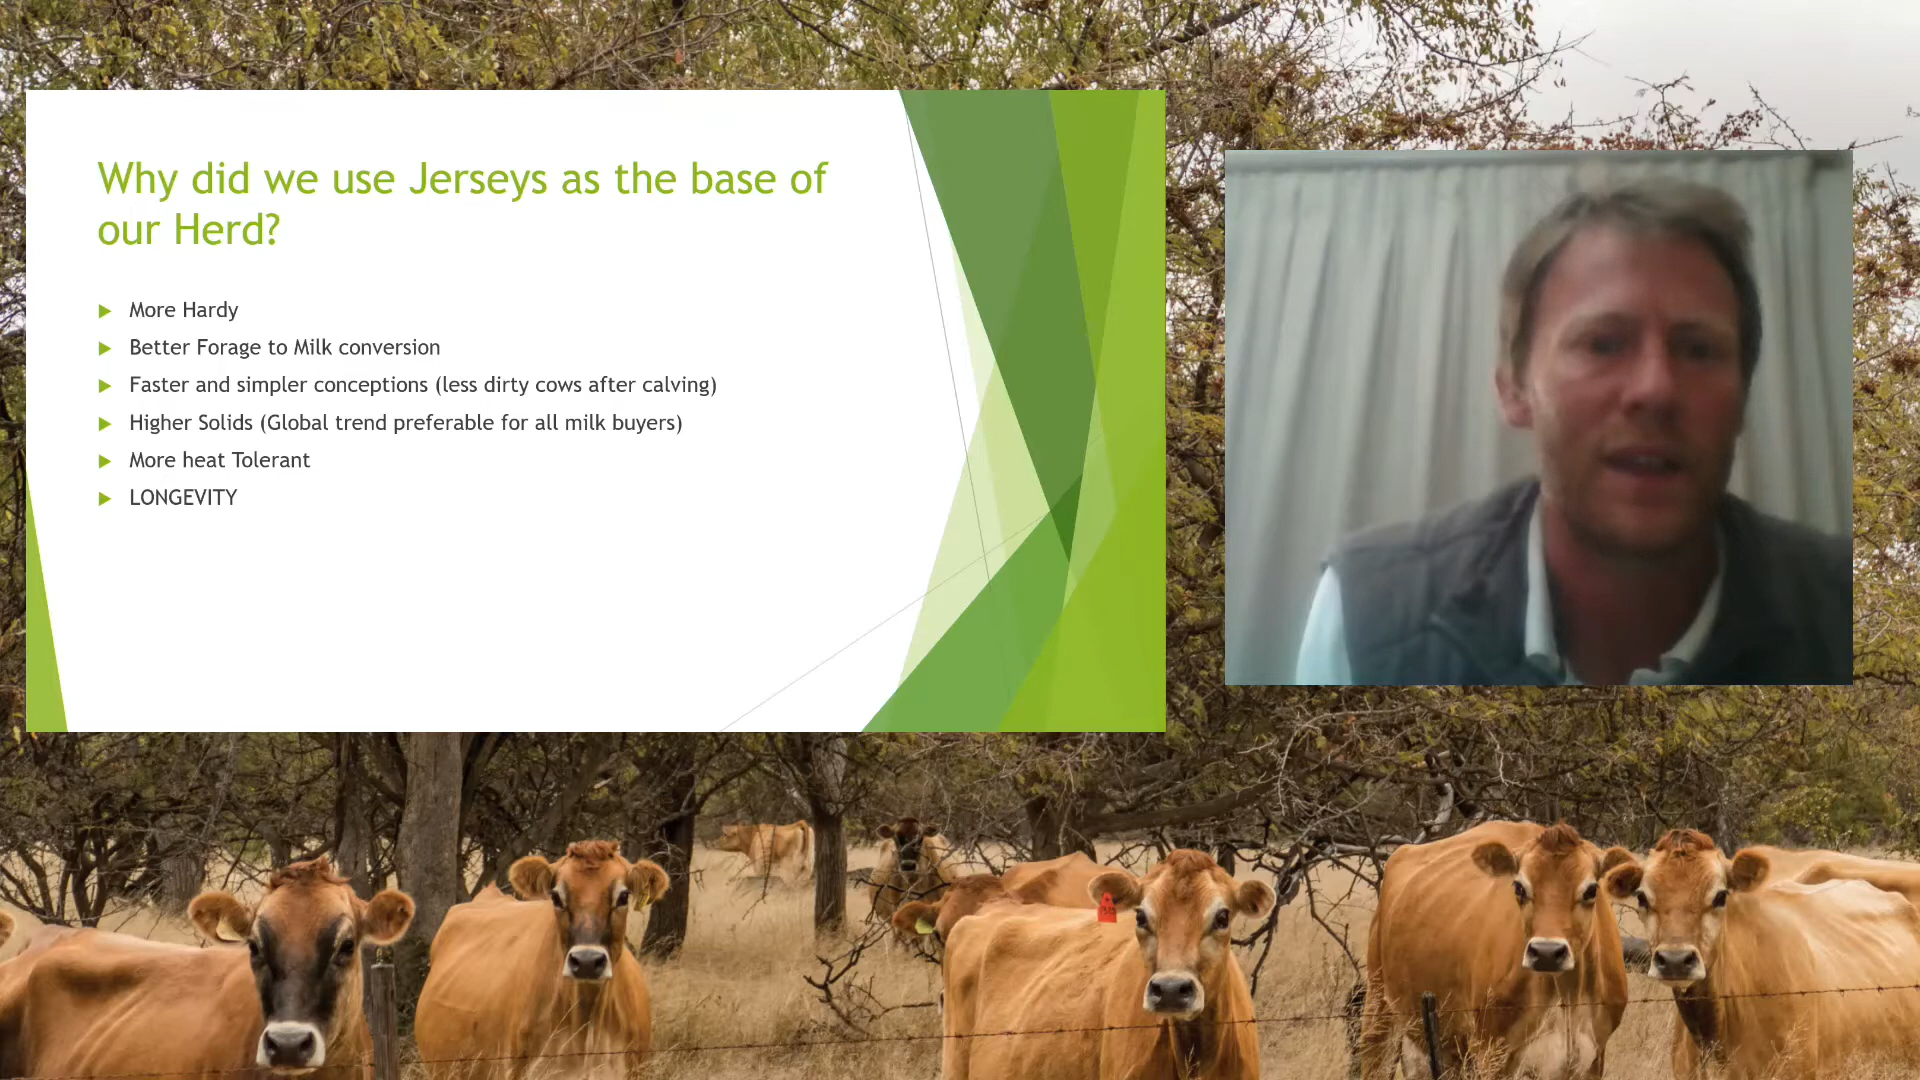 Why did we use Jerseys as the base of
our Herd?
More Hardy
Better Forage to Milk conversion
Faster and simpler conceptions (less dirty cows after calving)
Higher Solids (Global trend preferable for all milk buyers)
More heat Tolerant
LONGEVITY